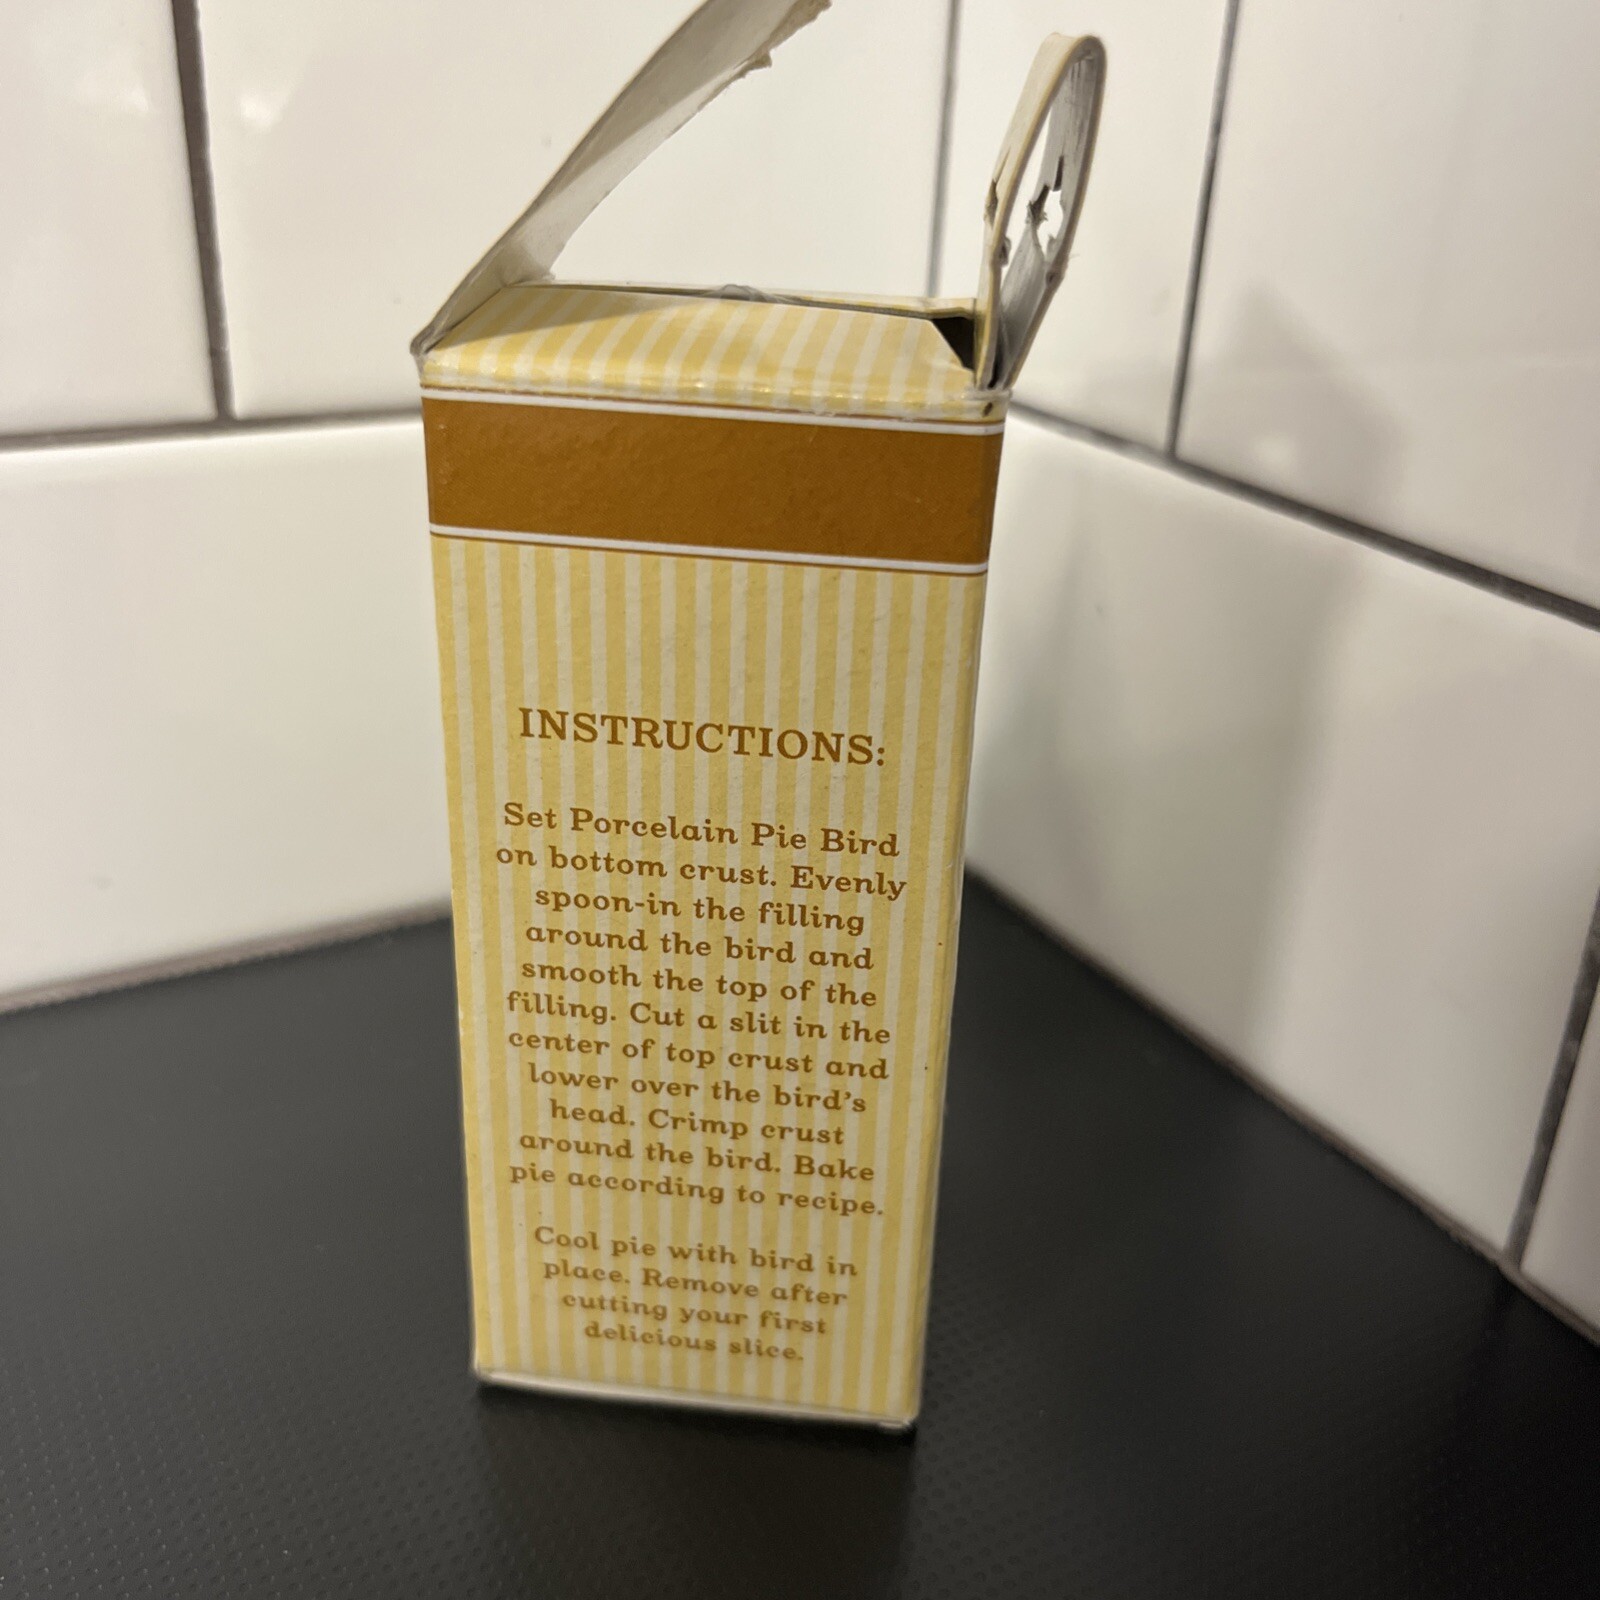 INSTRUCTIONS:
Set Porcelain Pie Bird
on bottom crust. Evenly
spoon-in the filling
around the bird and
smooth the top of the
filling. Cut a slit in the
center of top crust and
lower over the bird's
head. Crimp crust
around the bird. Bake
pie according to recipe.
Cool pie with bird in
place. Remove after
cutting your first
delicious slice.